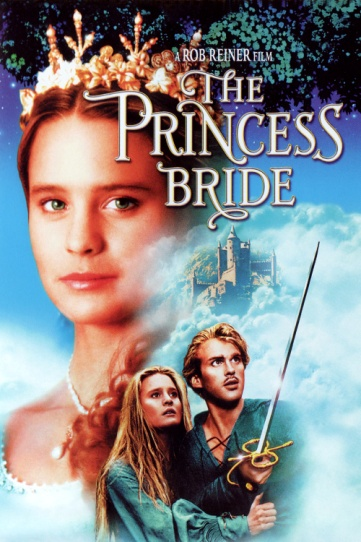 A ROB REINER FILM
THE
PRINCESS
BRIDE